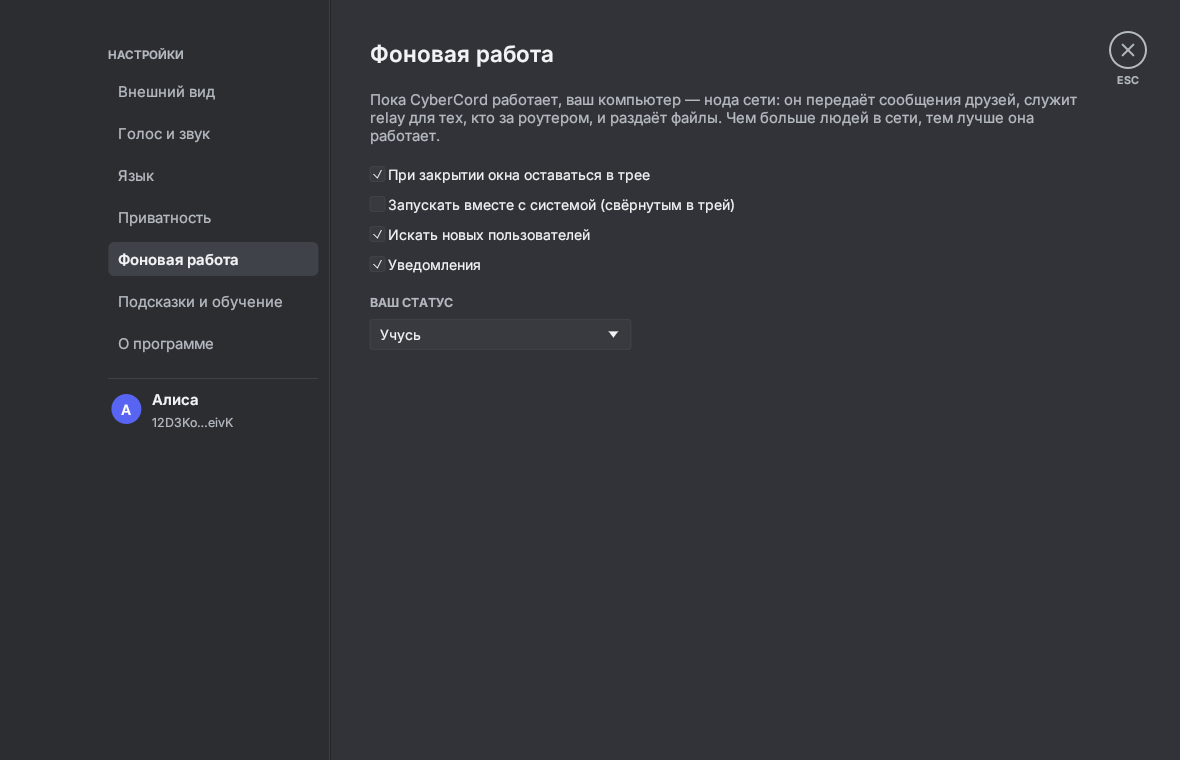 НАСТРОЙКИ
Внешний вид
Голос и звук
Язык
Приватность
Фоновая работа
Подсказки и обучение
О программе
А
Алиса
12D3Ko...eivK
Фоновая работа
Пока CyberCord работает, ваш компьютер — нода сети: он передаёт сообщения друзей, служит
relay для тех, кто за роутером, и раздаёт файлы. Чем больше людей в сети, тем лучше она
работает.
При закрытии окна оставаться в трее
Запускать вместе с системой (свёрнутым в трей)
Искать новых пользователей
Уведомления
ВАШ СТАТУС
Учусь
ESC